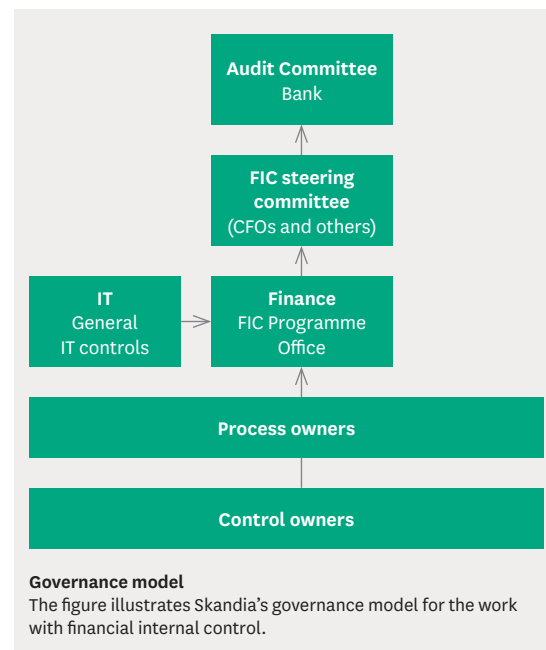 Audit Committee
Bank
FIC steering
committee
(CFOs and others)
IT
General
IT controls
Finance
FIC Programme
Office
Process owners
Control owners
Governance model
The figure illustrates Skandia’s governance model for the work
with financial internal control.